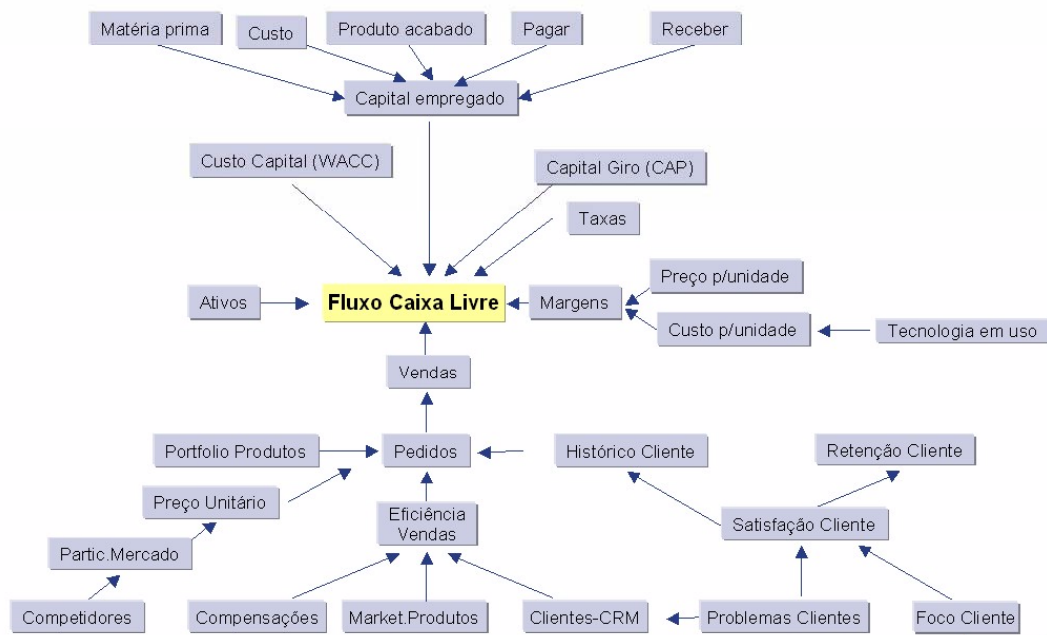 Matéria prima
Custo
Produto acabado
Pagar
Receber
Capital empregado
Custo Capital (WACC)
Capital Giro (CAP)
Taxas
Preço p/unidade
Ativos
Fluxo Caixa Livre
Margens
Custo p/unidade
Tecnologia em uso
Vendas
Portfolio Produtos
Pedidos
Histórico Cliente
Retenção Cliente
Preço Unitário
Eficiência
Vendas
Satisfação Cliente
Partic.Mercado
Competidores
Compensações
Market.Produtos
Clientes-CRM
Problemas Clientes
Foco Cliente